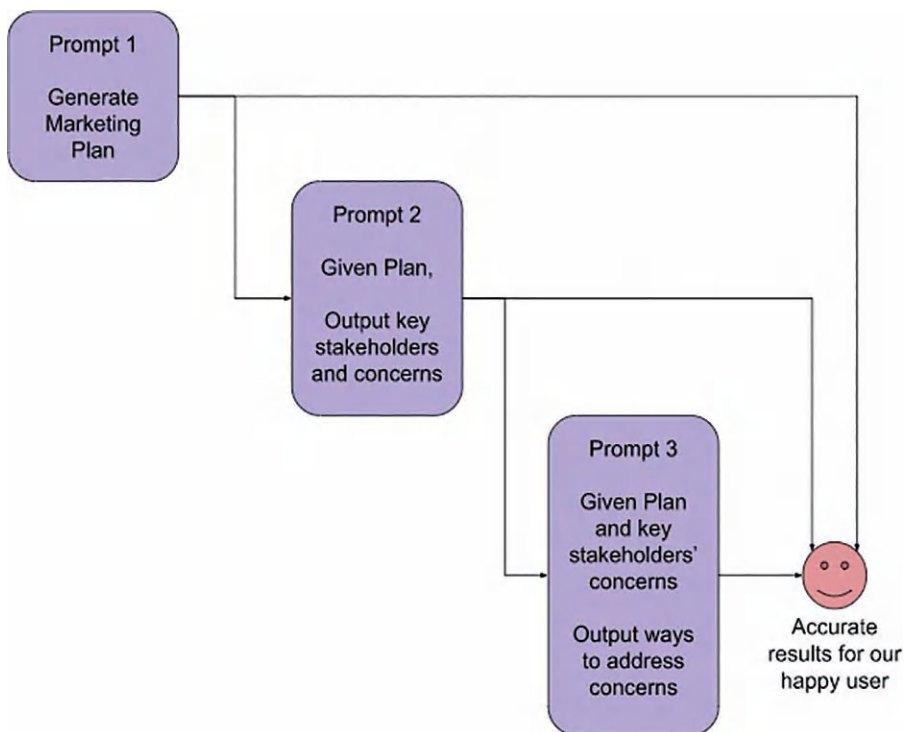 Prompt 1
Generate
Marketing
Plan
Prompt 2
Given Plan,
Output key
stakeholders
and concerns
Prompt 3
Given Plan
and key
stakeholders’
concerns
Output ways
to address
concerns
Accurate
results for our
happy user